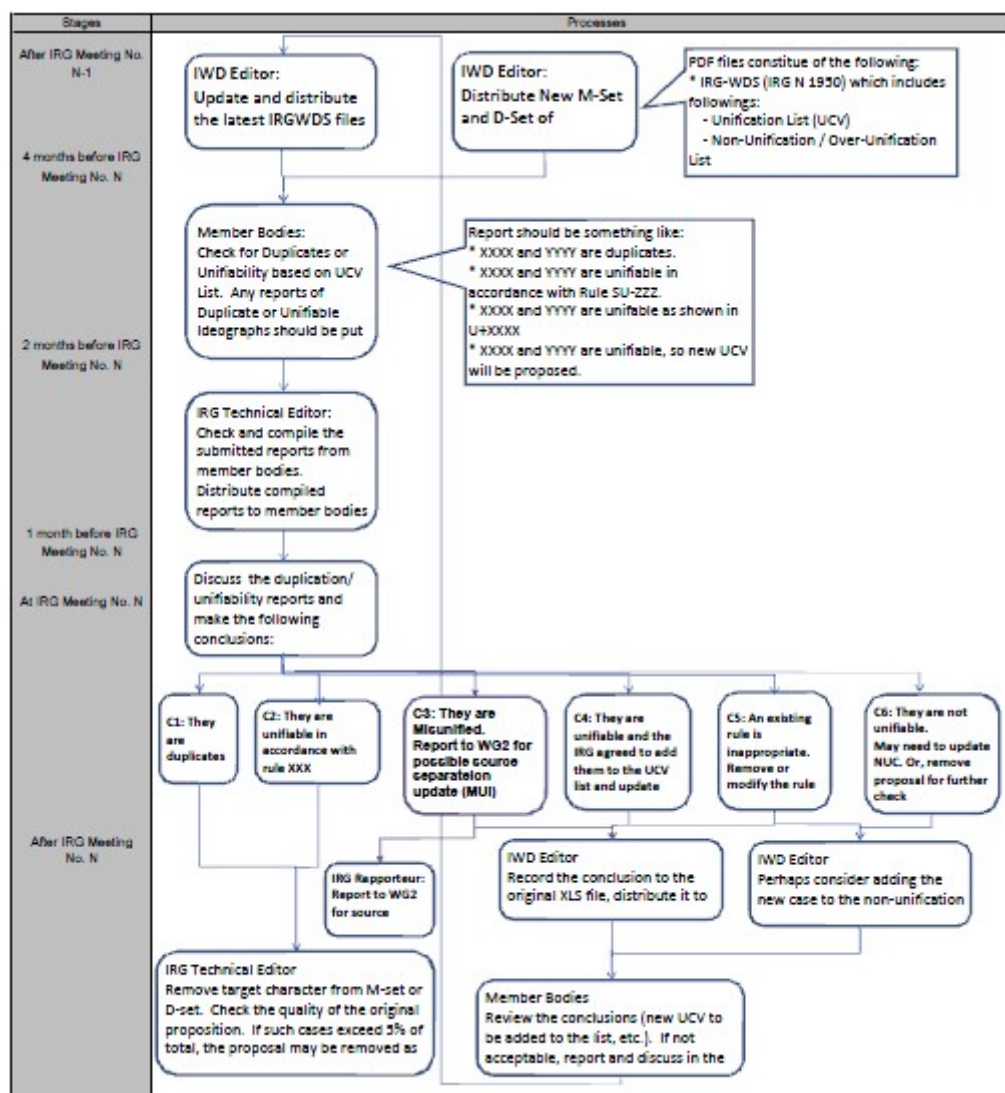 Stages
Processes
After IRG Meeting No.
N-1
IWD Editor:
Update and distribute
the latest IRGWDS files
IWD Editor:
Distribute New M-Set
and D-Set of
PDF files constitue of the following:
* IRG-WDS (IRG N 1930) which includes
followings:
- Unification List (UCV)
- Non-Unification / Over-Unification
List
4 months before IRG
Meeting No. N
Member Bodies:
Check for Duplicates or
Unifiability based on UCV
List. Any reports of
Duplicate or Unifiable
Ideographs should be put
Report should be something like:
* XXXX and YYYY are duplicates.
* XXXX and YYYY are unifiable in
accordance with Rule SU-ZZZ.
* XXXX and YYYY are unifable as shown in
U+XXXX
* XXXX and YYYY are unifiable, so new UCV
will be proposed.
2 months before IRG
Meeting No. N
IRG Technical Editor:
Check and compile the
submitted reports from
member bodies.
Distribute compiled
reports to member bodies
1 month before IRG
Meeting No. N
At IRG Meeting No. N
Discuss the duplication/
unifiability reports and
make the following
conclusions:
C1: They
are
duplicates
C2: They are
unifiable in
accordance with
rule XXX
C3: They are
Misunified.
Report to WG2 for
possible source
separateion
update (MUI)
C4: They are
unifiable and the
IRG agreed to add
them to the UCV
list and update
C5: An existing
rule is
inappropriate.
Remove or
modify the rule
C6: They are not
unifiable.
May need to update
NUC. Or, remove
proposal for further
check
After IRG Meeting
No. N
IRG Rapporteur:
Report to WG2
for source
IWD Editor
Record the conclusion to the
original XLS file, distribute it to
IWD Editor
Perhaps consider adding the
new case to the non-unification
IRG Technical Editor
Remove target character from M-set or
D-set. Check the quality of the original
proposition. If such cases exceed 5% of
total, the proposal may be removed as
Member Bodies
Review the conclusions (new UCV to
be added to the list, etc.). If not
acceptable, report and discuss in the